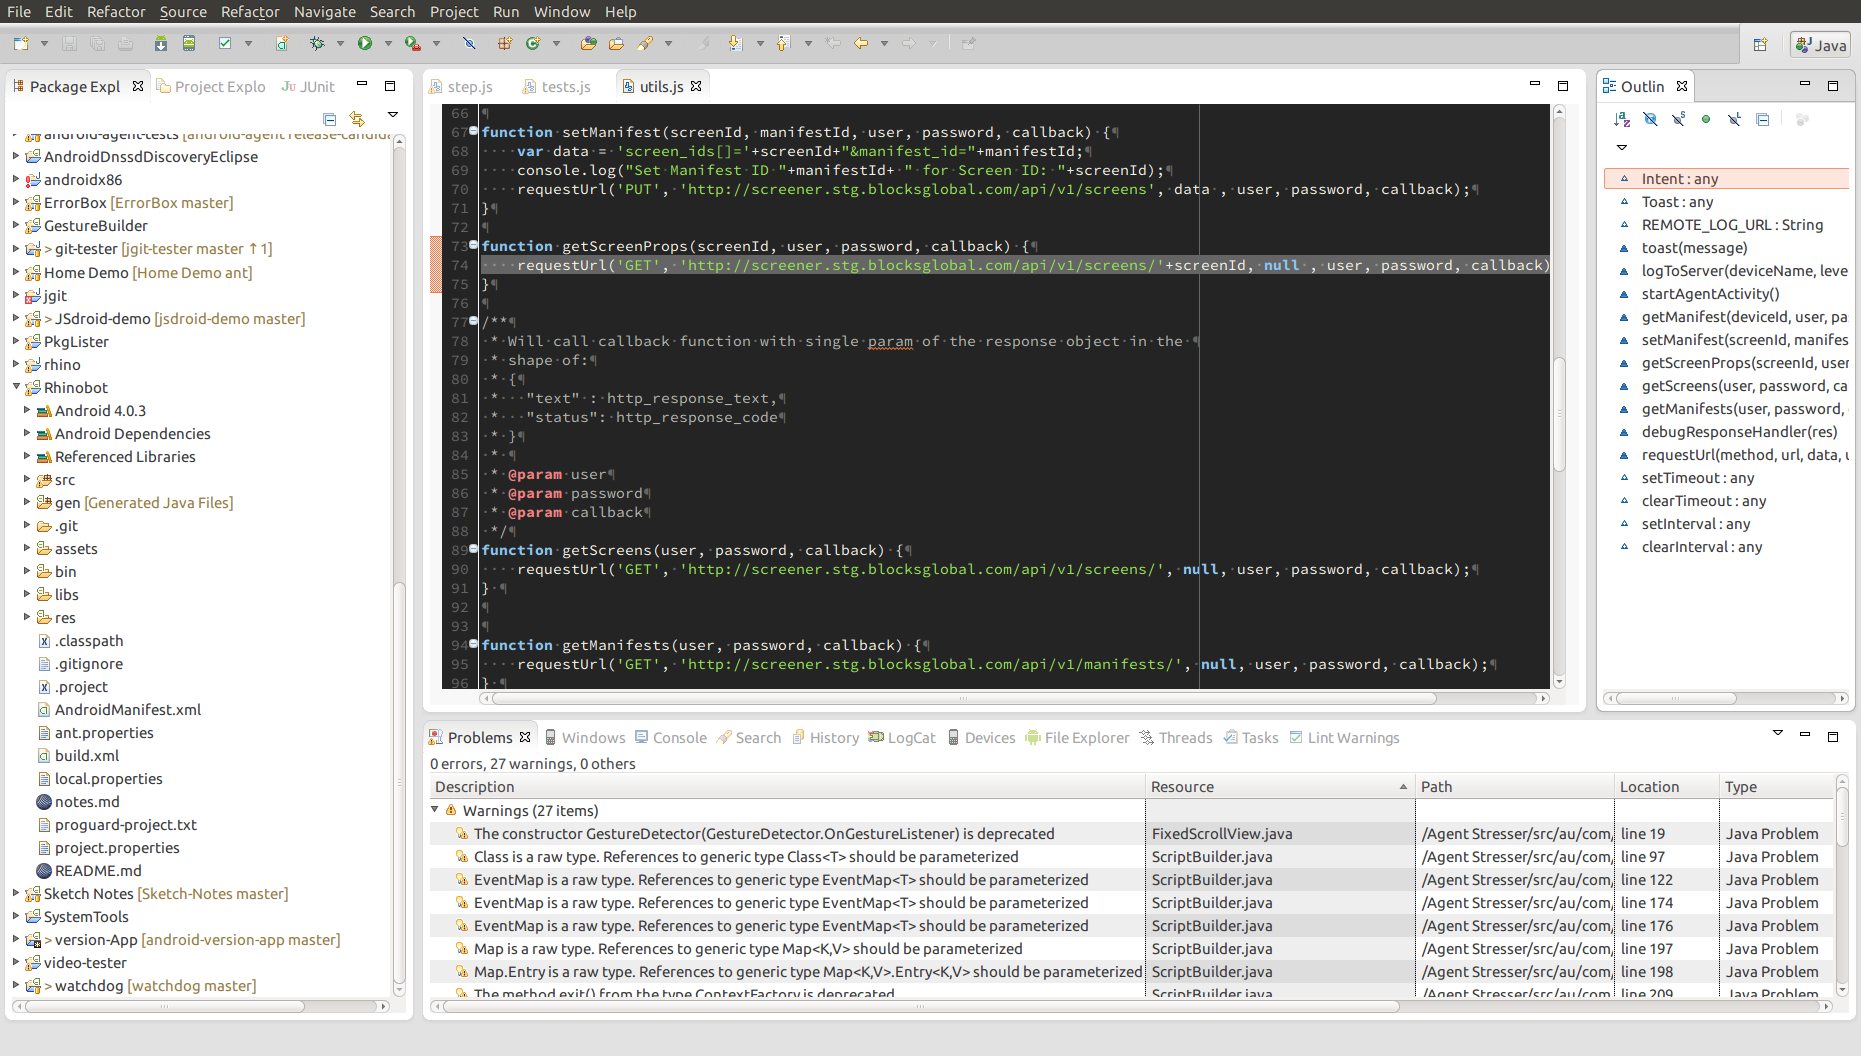 File Edit Refactor Source Refactor Navigate Search Project Run Window Help
Java
Package Expl Project Explo JUnit
android-agent-tests [android-agent release-candida
AndroidDnssdDiscoveryEclipse
androidx86
ErrorBox [ErrorBox master]
GestureBuilder
> git-tester [jgit-tester master ↑1]
Home Demo [Home Demo ant]
jgit
> JSdroid-demo [jsdroid-demo master]
PkgLister
rhino
Rhinobot
Android 4.0.3
Android Dependencies
Referenced Libraries
src
gen [Generated Java Files]
.git
assets
bin
libs
res
.classpath
.gitignore
.project
AndroidManifest.xml
ant.properties
build.xml
local.properties
notes.md
proguard-project.txt
project.properties
README.md
Sketch Notes [Sketch-Notes master]
SystemTools
> version-App [android-version-app master]
video-tester
> watchdog [watchdog master]
step.js tests.js utils.js
66 ¶
67 function·setManifest(screenId,·manifestId,·user,·password,·callback)·{¶
68 ····var·data·=·'screen_ids[]='+screenId+"&manifest_id="+manifestId;¶
69 ····console.log("Set·Manifest·ID·"+manifestId+·"·for·Screen·ID:·"+screenId);¶
70 ····requestUrl('PUT',·'http://screener.stg.blocksglobal.com/api/v1/screens',·data·,·user,·password,·callback);¶
71 }¶
72 ¶
73 function·getScreenProps(screenId,·user,·password,·callback)·{¶
74 ····requestUrl('GET',·'http://screener.stg.blocksglobal.com/api/v1/screens/'+screenId,·null·,·user,·password,·callback)
75 }¶
76 ¶
77 /**¶
78 ·*·Will·call·callback·function·with·single·param·of·the·response·object·in·the·¶
79 ·*·shape·of:¶
80 ·*·{¶
81 ·*···"text"·:·http_response_text,¶
82 ·*···"status":·http_response_code¶
83 ·*·}¶
84 ·*·¶
85 ·*·@param·user¶
86 ·*·@param·password¶
87 ·*·@param·callback¶
88 ·*/¶
89 function·getScreens(user,·password,·callback)·{¶
90 ····requestUrl('GET',·'http://screener.stg.blocksglobal.com/api/v1/screens/',·null,·user,·password,·callback);¶
91 }·¶
92 ¶
93 ¶
94 function·getManifests(user,·password,·callback)·{¶
95 ····requestUrl('GET',·'http://screener.stg.blocksglobal.com/api/v1/manifests/',·null,·user,·password,·callback);¶
96 }·¶
Outlin
Intent : any
Toast : any
REMOTE_LOG_URL : String
toast(message)
logToServer(deviceName, leve
startAgentActivity()
getManifest(deviceId, user, pa
setManifest(screenId, manifes
getScreenProps(screenId, user
getScreens(user, password, ca
getManifests(user, password,
debugResponseHandler(res)
requestUrl(method, url, data, u
setTimeout : any
clearTimeout : any
setInterval : any
clearInterval : any
Problems Windows Console Search History LogCat Devices File Explorer Threads Tasks Lint Warnings
0 errors, 27 warnings, 0 others
Description Resource Path Location Type
Warnings (27 items)
The constructor GestureDetector(GestureDetector.OnGestureListener) is deprecated FixedScrollView.java /Agent Stresser/src/au/com, line 19 Java Problem
Class is a raw type. References to generic type Class<T> should be parameterized ScriptBuilder.java /Agent Stresser/src/au/com, line 97 Java Problem
EventMap is a raw type. References to generic type EventMap<T> should be parameterized ScriptBuilder.java /Agent Stresser/src/au/com, line 122 Java Problem
EventMap is a raw type. References to generic type EventMap<T> should be parameterized ScriptBuilder.java /Agent Stresser/src/au/com, line 174 Java Problem
EventMap is a raw type. References to generic type EventMap<T> should be parameterized ScriptBuilder.java /Agent Stresser/src/au/com, line 176 Java Problem
Map is a raw type. References to generic type Map<K,V> should be parameterized ScriptBuilder.java /Agent Stresser/src/au/com, line 197 Java Problem
Map.Entry is a raw type. References to generic type Map<K,V>.Entry<K,V> should be parameterized ScriptBuilder.java /Agent Stresser/src/au/com, line 198 Java Problem
The method exit() from the type ContextFactory is deprecated ScriptBuilder.java /Agent Stresser/src/au/com, line 209 Java Problem